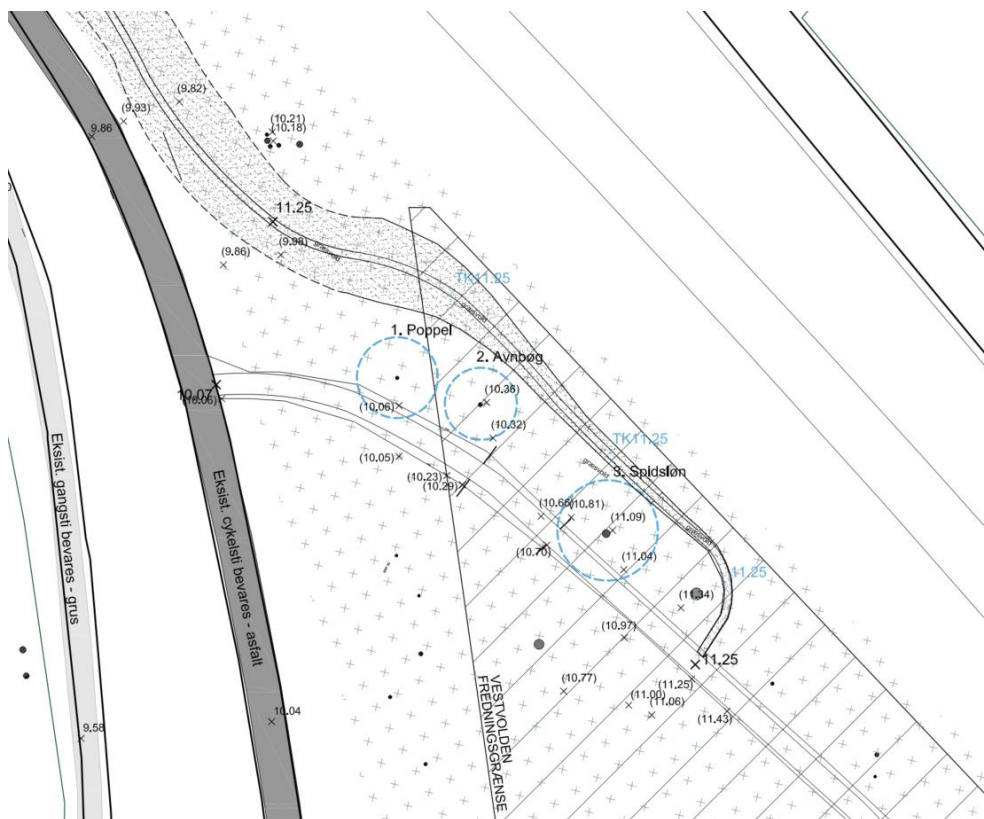 (9.82)
(9.93)
9.86
(10.21)
(10.18)
11.25
(9.98)
(9.86)
græsvold
TK11.25
græsvold
1. Poppel
2. Avnbøg
(10.36)
10.07
(10.06)
(10.06)
(10.32)
TK11.25
(10.05)
græsvold
3. Spidsløn
(10.23)
(10.29)
(10.66)
(10.81)
(11.09)
græsvold
(10.70)
(11.04)
11.25
(11.34)
(10.97)
11.25
(11.25)
(10.77)
(11.00)
(11.06)
(11.43)
10.04
9.58
Eksist. gangsti bevares - grus
Eksist. cykelsti bevares - asfalt
VESTVOLDEN
FREDNINGSGRÆNSE